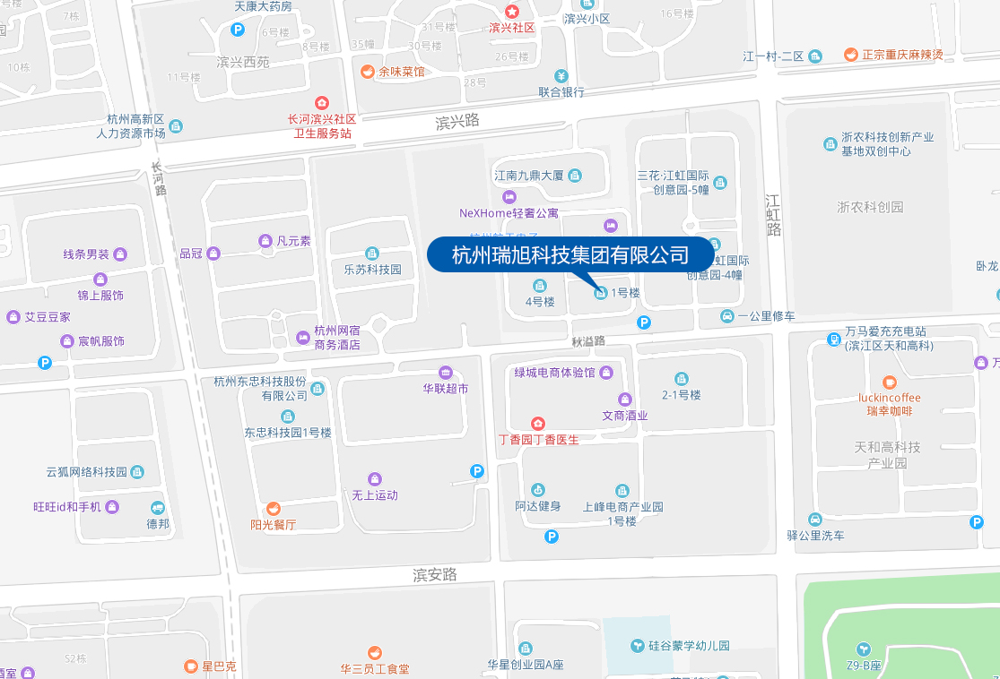 天康大药房
7栋
园
6号楼
8号楼
35幢
31号楼
30号楼
滨兴社区
滨兴小区
16号楼
10栋
滨兴西苑
11号楼
余味菜馆
26号楼
28号
联合银行
江一村-二区
正宗重庆麻辣烫
杭州高新区
人力资源市场
长河滨兴社区
卫生服务站
滨兴路
长河路
江南九鼎大厦
三花·江虹国际
创意园-5幢
浙农科技创新产业
基地双创中心
江虹路
浙农科创园
NeXHome轻奢公寓
线条男装
品冠
凡元素
乐苏科技园
杭州瑞旭科技集团有限公司
虹国际
创意园-4幢
卧龙
锦上服饰
4号楼
1号楼
艾豆豆家
一公里修车
宸帆服饰
杭州网宿
商务酒店
秋溢路
万马爱充充电站
(滨江区天和高科)
万
杭州东忠科技股份
有限公司
华联超市
绿城电商体验馆
2-1号楼
luckincoffee
瑞幸咖啡
文商酒业
东忠科技园1号楼
丁香园丁香医生
天和高科技
产业园
云狐网络科技园
无上运动
旺旺id和手机
德邦
阳光餐厅
阿达健身
上峰电商产业园
1号楼
驿公里洗车
滨安路
S2栋
星巴克
华三员工食堂
华星创业园A座
硅谷蒙学幼儿园
Z9-B座
酒室